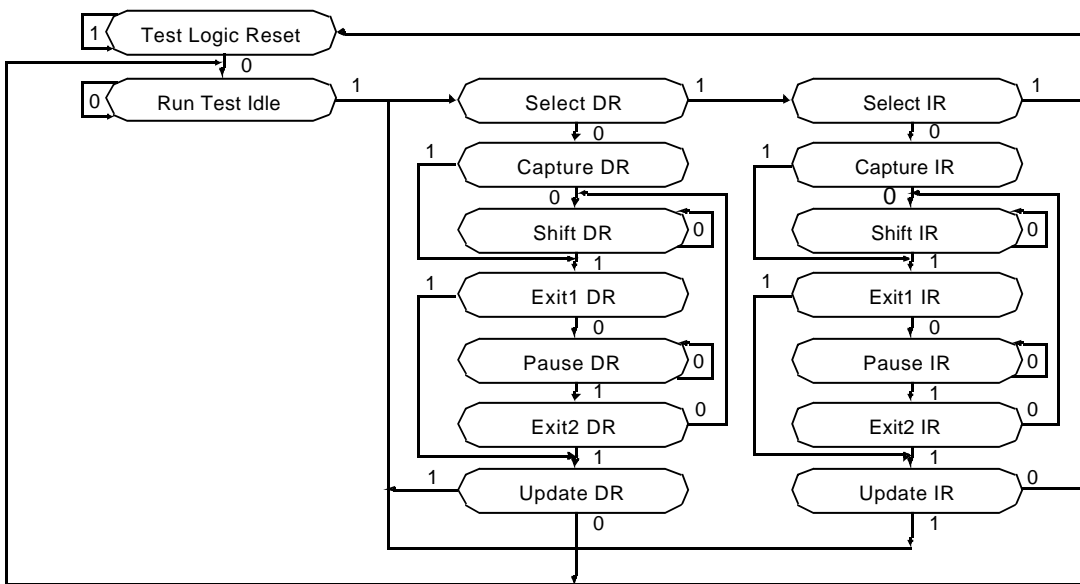 1 Test Logic Reset
0
0 Run Test Idle 1 Select DR 1 Select IR 1
0 0
1 Capture DR 1 Capture IR
0 0
Shift DR 0 Shift IR 0
1 1
1 Exit1 DR 1 Exit1 IR
0 0
Pause DR 0 Pause IR 0
1 1
Exit2 DR 0 Exit2 IR 0
1 1
1 Update DR Update IR 0
0 1